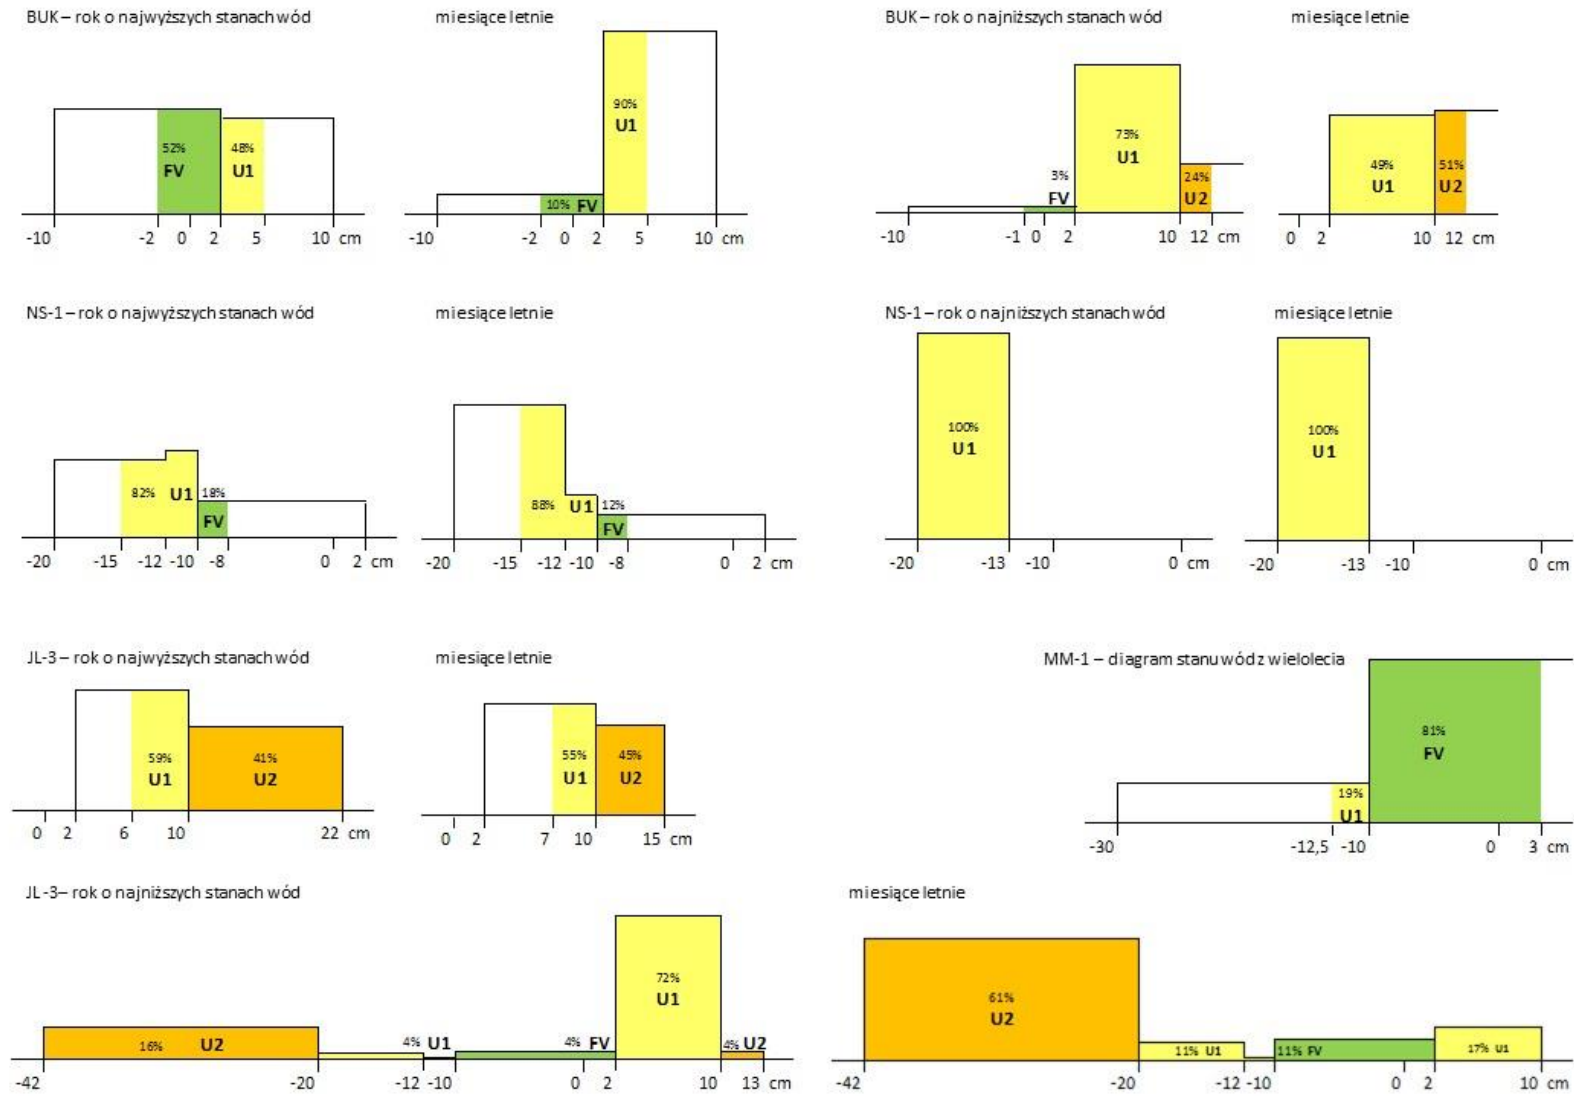 BUK – rok o najwyższych stanach wód
miesiące letnie
BUK – rok o najniższych stanach wód
miesiące letnie
52%
FV
48%
U1
-10 -2 0 2 5 10 cm
90%
U1
10% FV
-10 -2 0 2 5 10 cm
3%
FV
73%
U1
24%
U2
-10 -1 0 2 10 12 cm
49%
U1
51%
U2
0 2 10 12 cm
NS-1 – rok o najwyższych stanach wód
miesiące letnie
NS-1 – rok o najniższych stanach wód
miesiące letnie
82% U1 18%
FV
-20 -15 -12 -10 -8 0 2 cm
88% U1 12%
FV
-20 -15 -12 -10 -8 0 2 cm
100%
U1
-20 -13 -10 0 cm
100%
U1
-20 -13 -10 0 cm
JL-3 – rok o najwyższych stanach wód
miesiące letnie
MM-1 – diagram stanu wód z wielolecia
59%
U1
41%
U2
0 2 6 10 22 cm
55%
U1
45%
U2
0 2 7 10 15 cm
81%
FV
19%
U1
-30 -12,5 -10 0 3 cm
JL -3– rok o najniższych stanach wód
miesiące letnie
72%
U1
16% U2
4% U1
4% FV
4% U2
-42 -20 -12 -10 0 2 10 13 cm
61%
U2
11% U1
11% FV
17% U1
-42 -20 -12 -10 0 2 10 cm